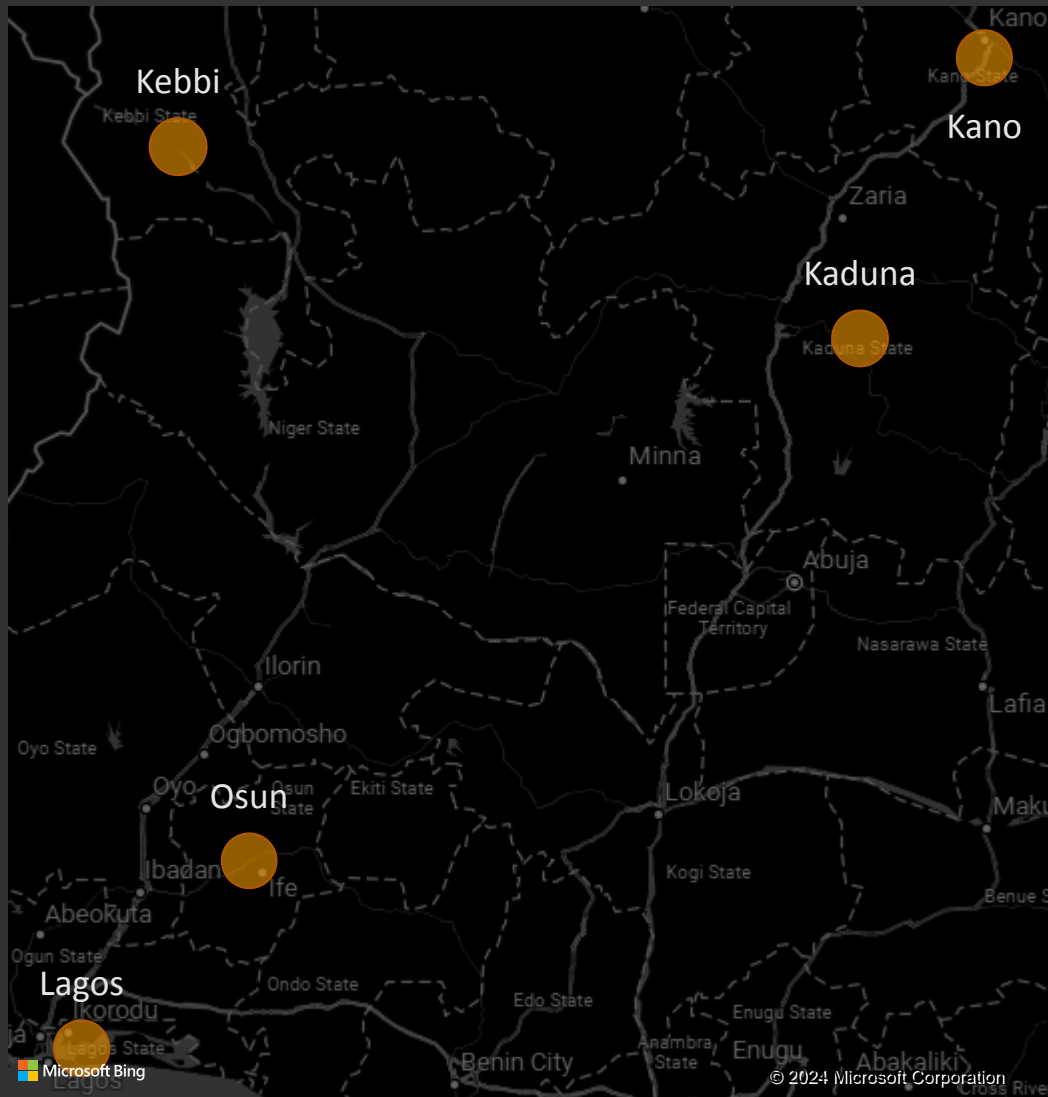 Kano
Kebbi
Kano State
Kebbi State
Kano
Zaria
Kaduna
Kaduna State
Niger State
Minna
Abuja
Federal Capital
Territory
Nasarawa State
Ilorin
Lafia
Ogbomosho
Oyo State
Oyo
Osun
State
Osun
Ekiti State
Lokoja
Maku
Ibadan
Kogi State
Ife
Benue S
Abeokuta
Ogun State
Lagos
Ondo State
Edo State
Ikorodu
Enugu State
ja
Lagos State
Anambra
State
Enugu
Benin City
Abakaliki
Microsoft Bing
Lagos
© 2024 Microsoft Corporation
Cross River